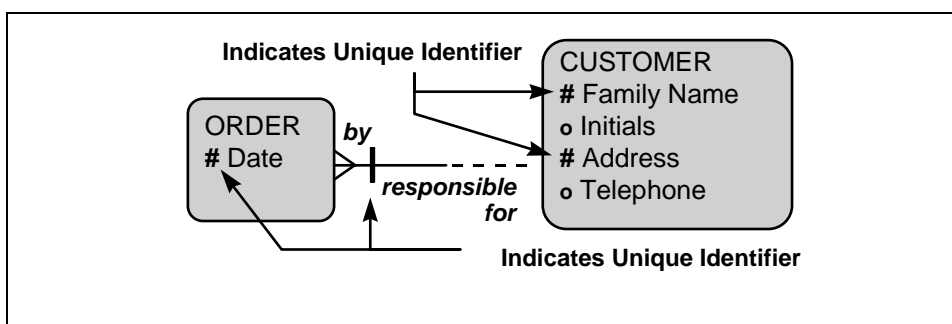 Indicates Unique Identifier
CUSTOMER
# Family Name
o Initials
# Address
o Telephone
ORDER
# Date
by
responsible
for
Indicates Unique Identifier